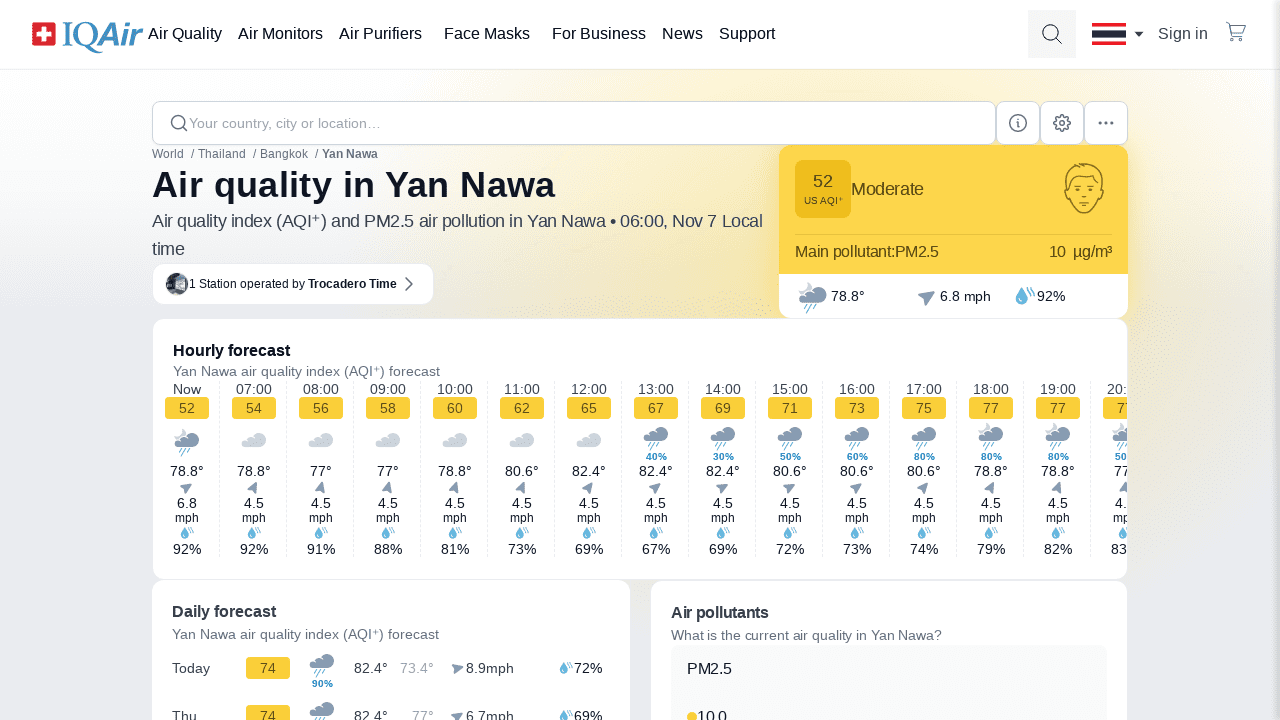 IQAir Air Quality Air Monitors Air Purifiers Face Masks For Business News Support Sign in
Your country, city or location…
World / Thailand / Bangkok / Yan Nawa
Air quality in Yan Nawa
Air quality index (AQI⁺) and PM2.5 air pollution in Yan Nawa • 06:00, Nov 7 Local
time
1 Station operated by Trocadero Time
52
US AQI⁺
Moderate
Main pollutant:PM2.5 10 µg/m³
78.8° 6.8 mph 92%
Hourly forecast
Yan Nawa air quality index (AQI⁺) forecast
Now 07:00 08:00 09:00 10:00 11:00 12:00 13:00 14:00 15:00 16:00 17:00 18:00 19:00
52 54 56 58 60 62 65 67 69 71 73 75 77 77
40% 30% 50% 60% 80% 80% 80%
78.8° 78.8° 77° 77° 78.8° 80.6° 82.4° 82.4° 82.4° 80.6° 80.6° 80.6° 78.8° 78.8°
6.8 4.5 4.5 4.5 4.5 4.5 4.5 4.5 4.5 4.5 4.5 4.5 4.5 4.5
mph mph mph mph mph mph mph mph mph mph mph mph mph mph
92% 92% 91% 88% 81% 73% 69% 67% 69% 72% 73% 74% 79% 82%
Daily forecast
Yan Nawa air quality index (AQI⁺) forecast
Today 74 90% 82.4° 73.4° 8.9mph 72%
Thu 74 82.4° 77° 6.7mph 69%
Air pollutants
What is the current air quality in Yan Nawa?
PM2.5
10.0